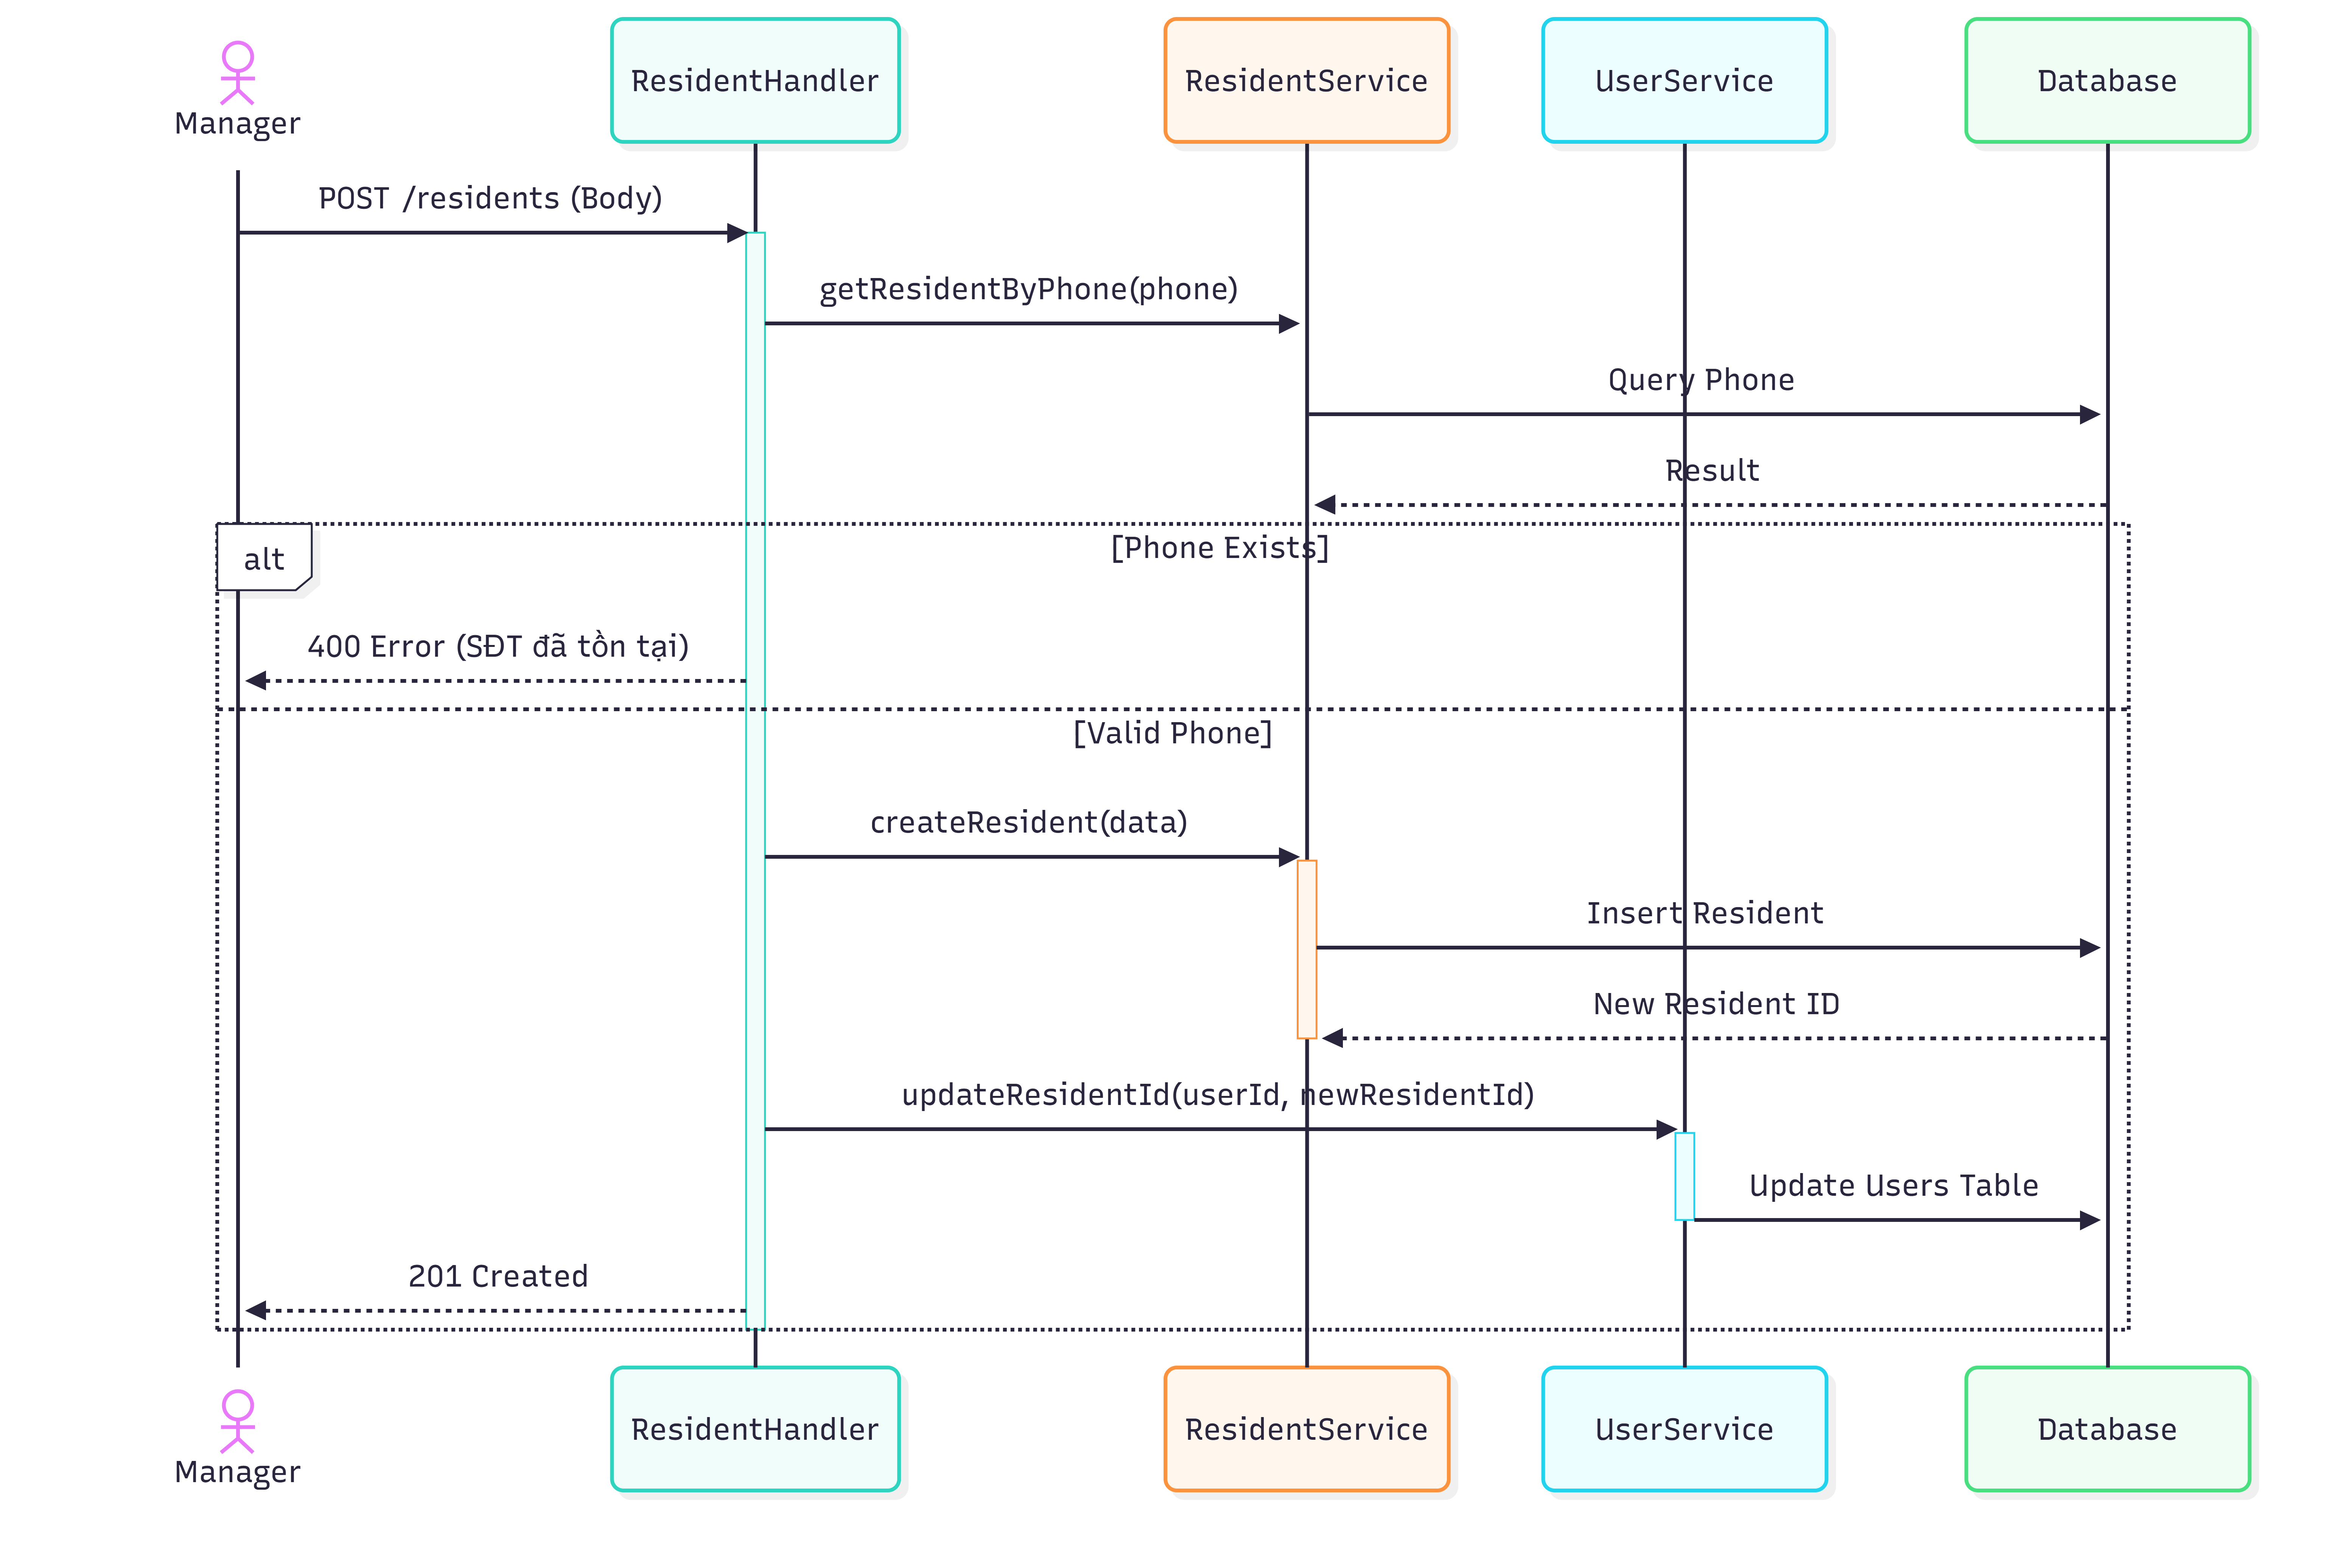 Manager
ResidentHandler
ResidentService
UserService
Database
POST /residents (Body)
getResidentByPhone(phone)
Query Phone
Result
alt
[Phone Exists]
400 Error (SĐT đã tồn tại)
[Valid Phone]
createResident(data)
Insert Resident
New Resident ID
updateResidentId(userId, newResidentId)
Update Users Table
201 Created
Manager
ResidentHandler
ResidentService
UserService
Database